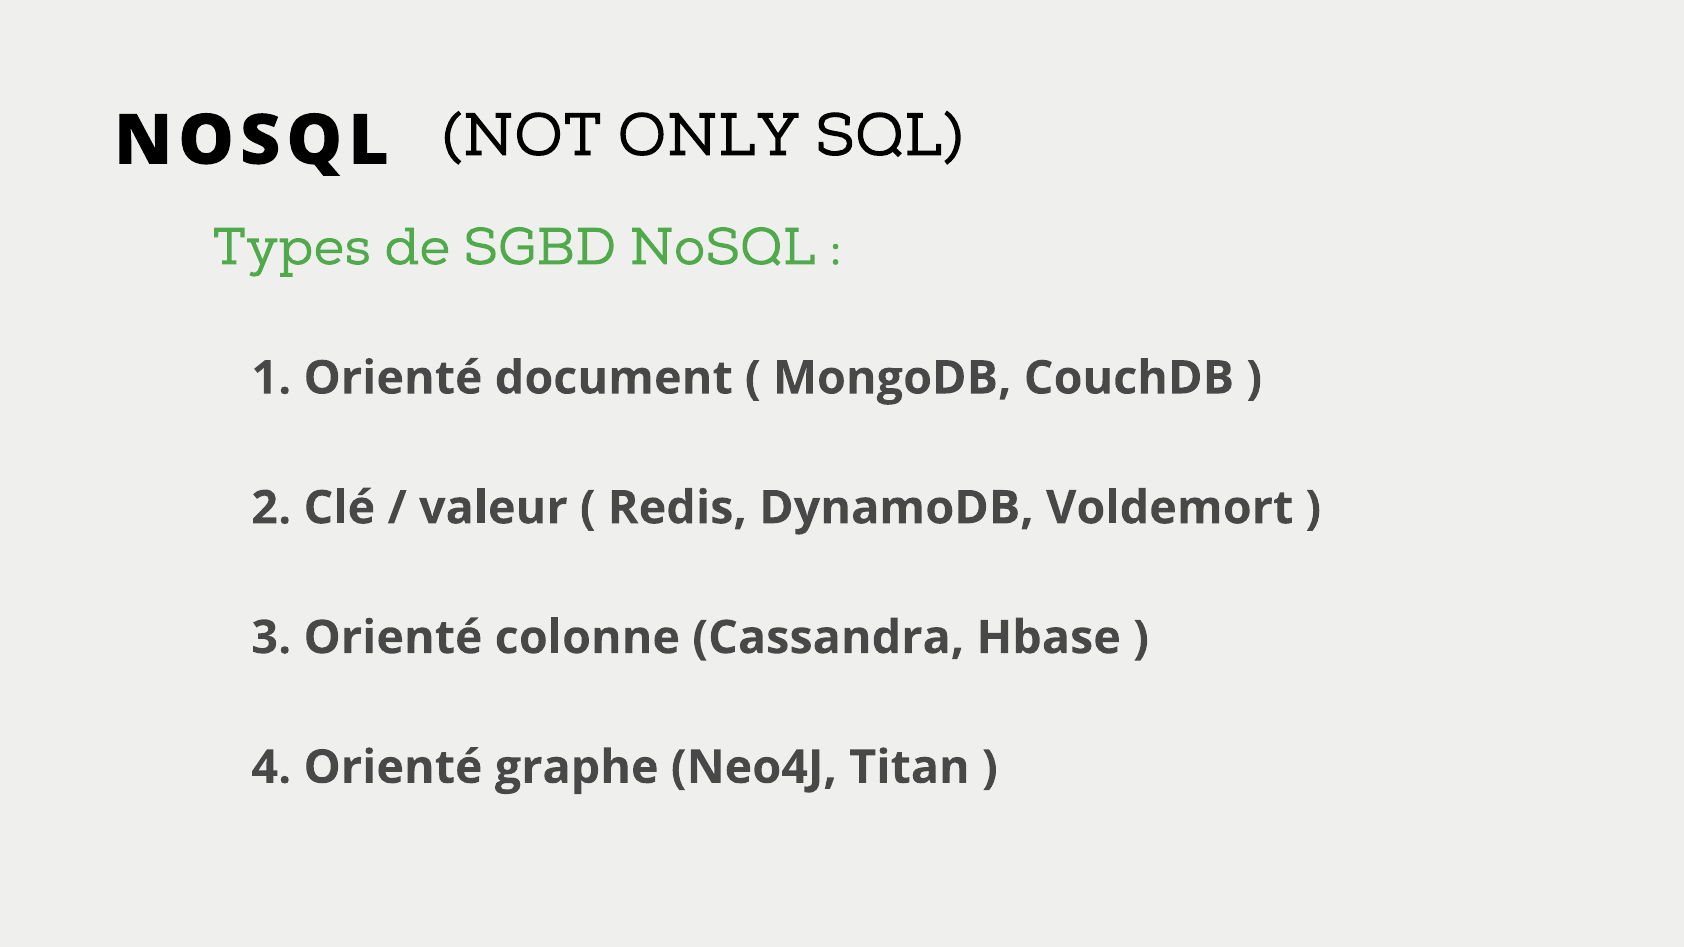 NOSQL (NOT ONLY SQL)
Types de SGBD NoSQL :
1. Orienté document ( MongoDB, CouchDB )
2. Clé / valeur ( Redis, DynamoDB, Voldemort )
3. Orienté colonne (Cassandra, Hbase )
4. Orienté graphe (Neo4J, Titan )